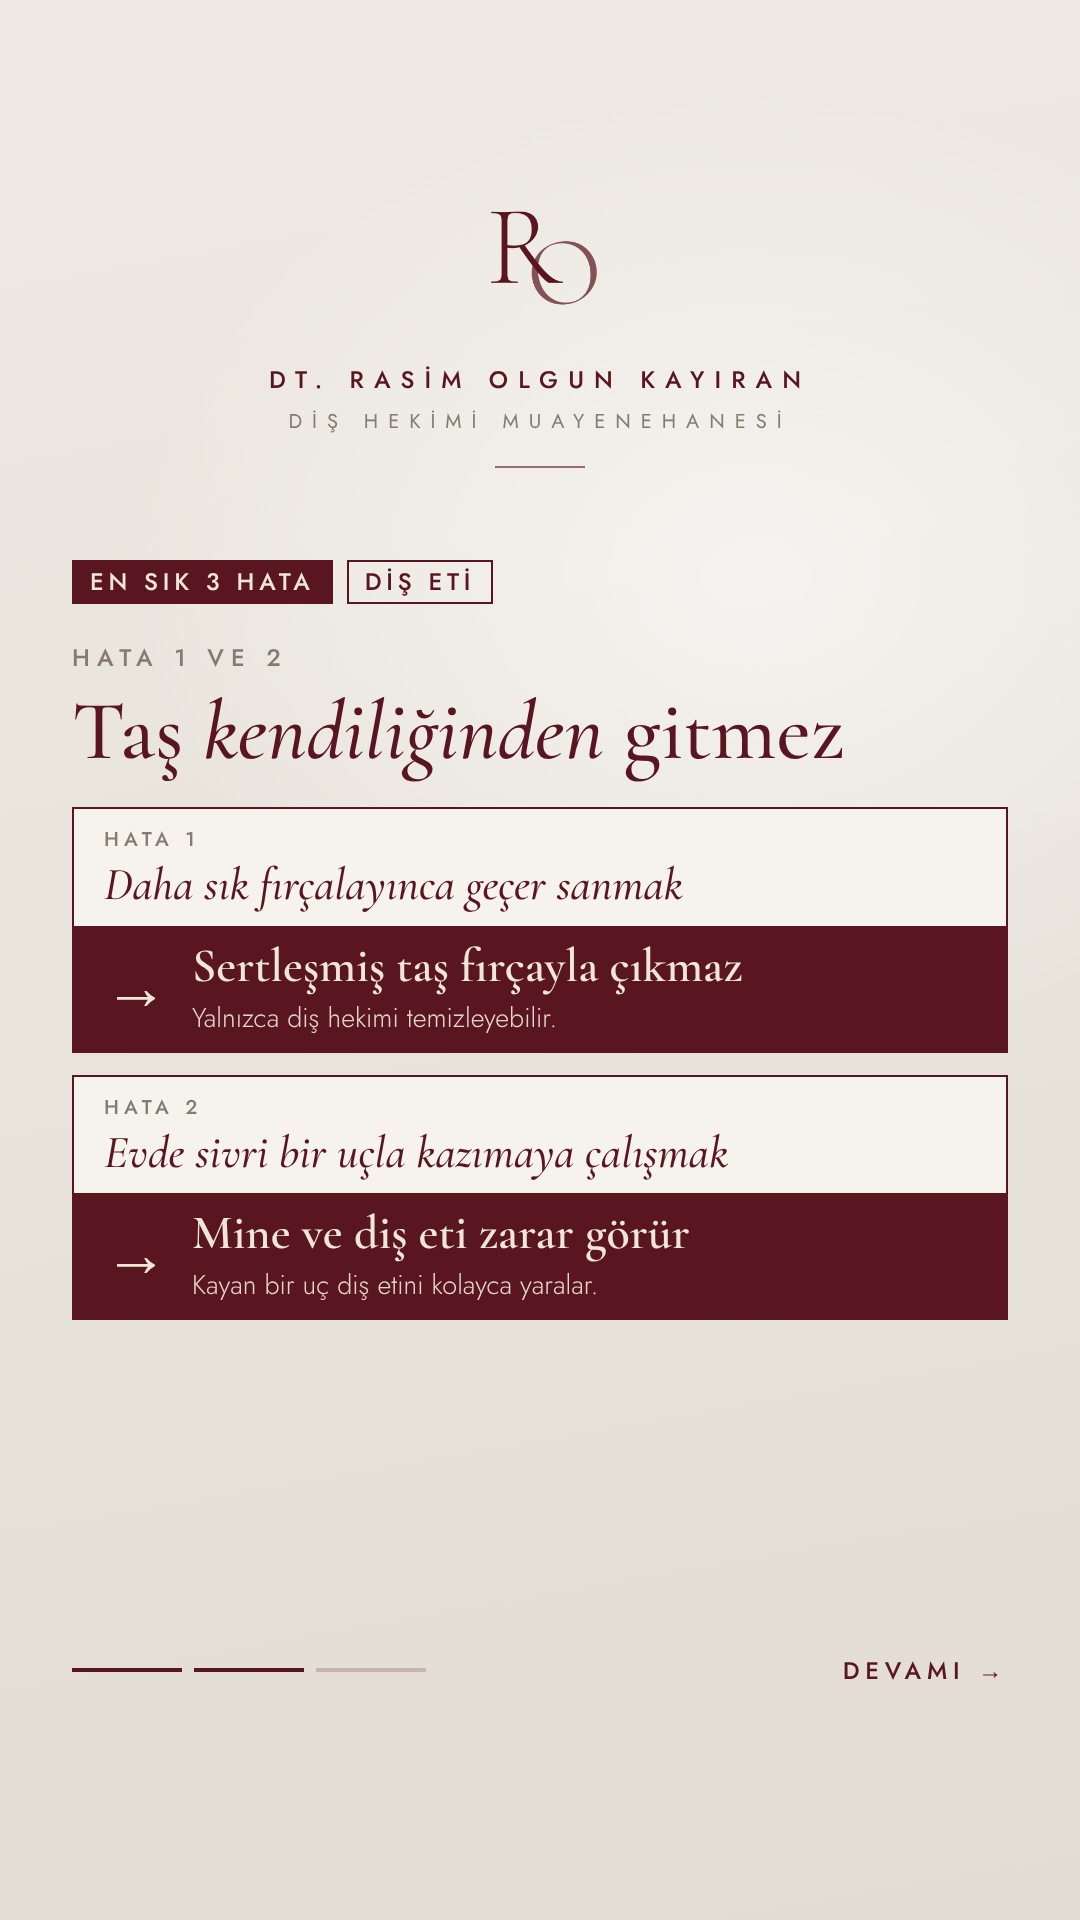 RO
DT. RASİM OLGUN KAYIRAN
DİŞ HEKİMİ MUAYENEHANESİ
EN SIK 3 HATA
DİŞ ETİ
HATA 1 VE 2
Taş kendiliğinden gitmez
HATA 1
Daha sık fırçalayınca geçer sanmak
→ Sertleşmiş taş fırçayla çıkmaz
Yalnızca diş hekimi temizleyebilir.
HATA 2
Evde sivri bir uçla kazımaya çalışmak
→ Mine ve diş eti zarar görür
Kayan bir uç diş etini kolayca yaralar.
DEVAMI →